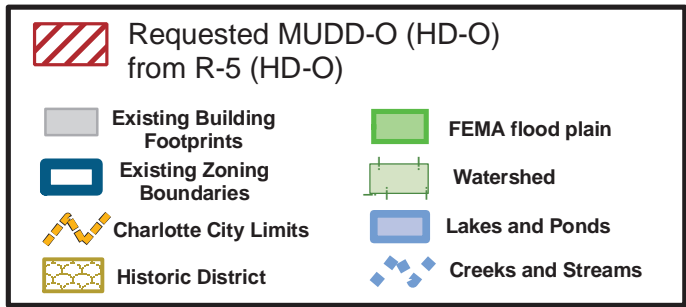 Requested MUDD-O (HD-O)
from R-5 (HD-O)
Existing Building
Footprints
Existing Zoning
Boundaries
Charlotte City Limits
Historic District
FEMA flood plain
Watershed
Lakes and Ponds
Creeks and Streams